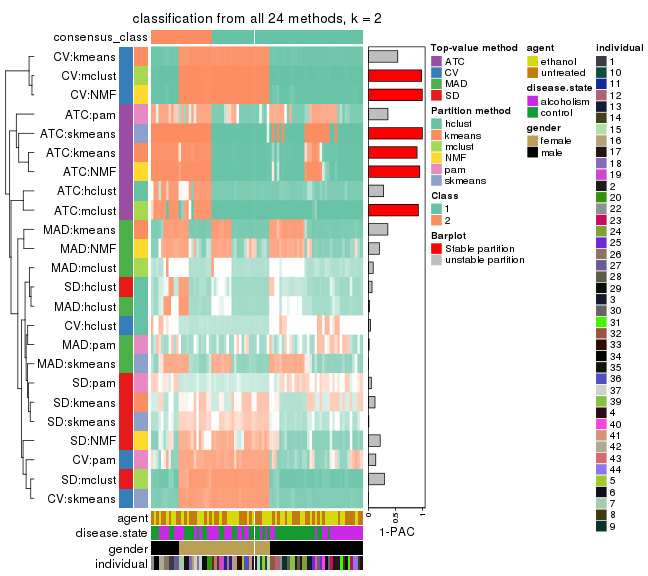 classification from all 24 methods, k = 2
consensus_class
CV:kmeans
CV:mclust
CV:NMF
ATC:pam
ATC:skmeans
ATC:kmeans
ATC:NMF
ATC:hclust
ATC:mclust
MAD:kmeans
MAD:NMF
MAD:mclust
SD:hclust
MAD:hclust
CV:hclust
MAD:pam
MAD:skmeans
SD:pam
SD:kmeans
SD:skmeans
SD:NMF
CV:pam
SD:mclust
CV:skmeans
agent
disease.state
gender
individual
0
0.5
1
1-PAC
Top-value method
ATC
CV
MAD
SD
Partition method
hclust
kmeans
mclust
NMF
pam
skmeans
Class
1
2
Barplot
Stable partition
unstable partition
agent
ethanol
untreated
disease.state
alcoholism
control
gender
female
male
individual
1
10
11
12
13
14
15
16
17
18
19
2
20
22
23
24
25
26
27
28
29
3
30
31
32
33
34
35
36
37
39
4
40
41
42
43
44
5
6
7
8
9